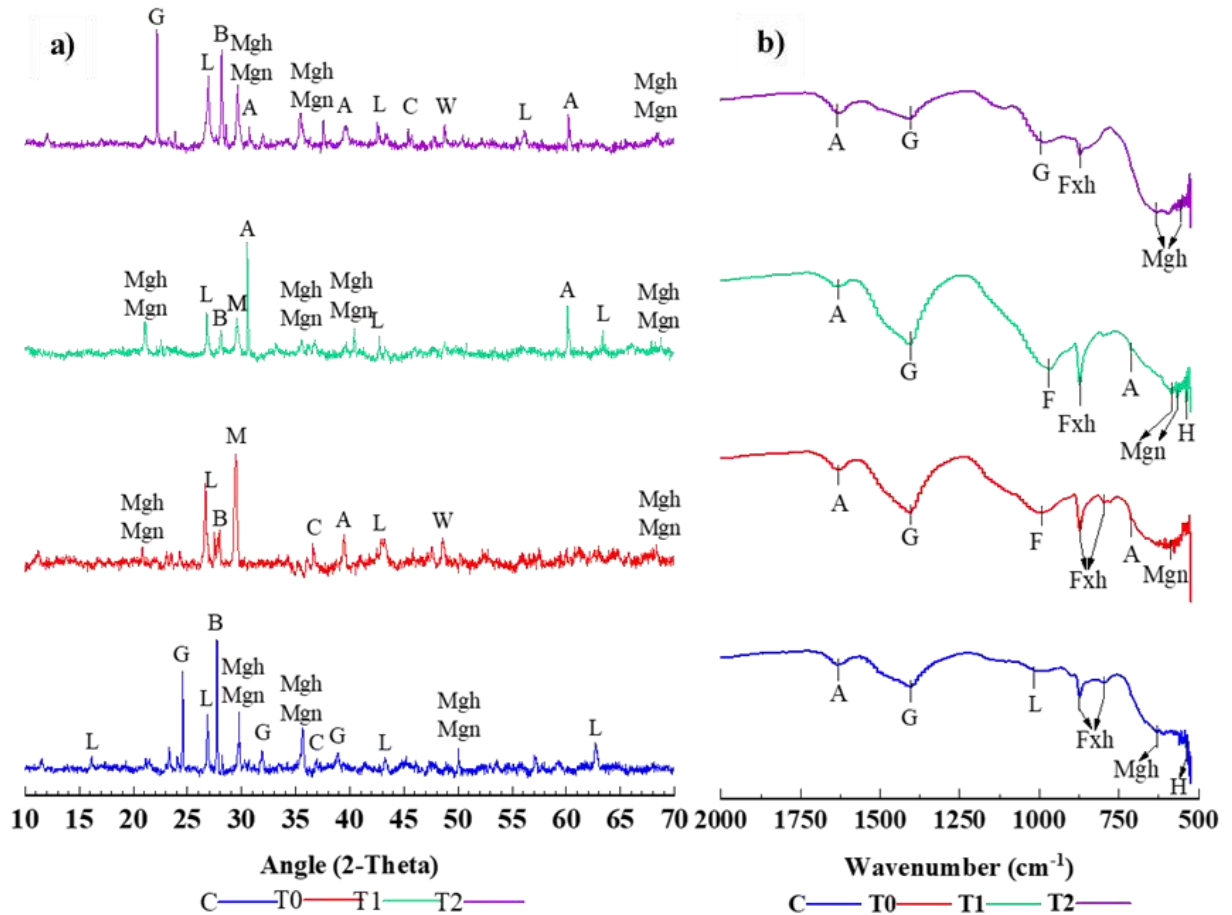 a)
G
B
Mgh
Mgn
L
A
Mgh
Mgn
A
L
C
W
L
A
Mgh
Mgn
Mgh
Mgn
L
B
M
A
Mgh
Mgn
Mgh
Mgn
L
A
L
Mgh
Mgn
Mgh
Mgn
L
B
M
C
A
L
W
Mgh
Mgn
L
G
L
B
Mgh
Mgn
G
Mgh
Mgn
C
G
L
Mgh
Mgn
L
10 15 20 25 30 35 40 45 50 55 60 65 70
Angle (2-Theta)
C T0 T1 T2
b)
A
G
G
Fxh
Mgh
A
G
F
Fxh
A
Mgn
H
A
G
F
Fxh
A
Mgn
A
G
L
Fxh
Mgh
H
2000 1750 1500 1250 1000 750 500
Wavenumber (cm⁻¹)
C T0 T1 T2